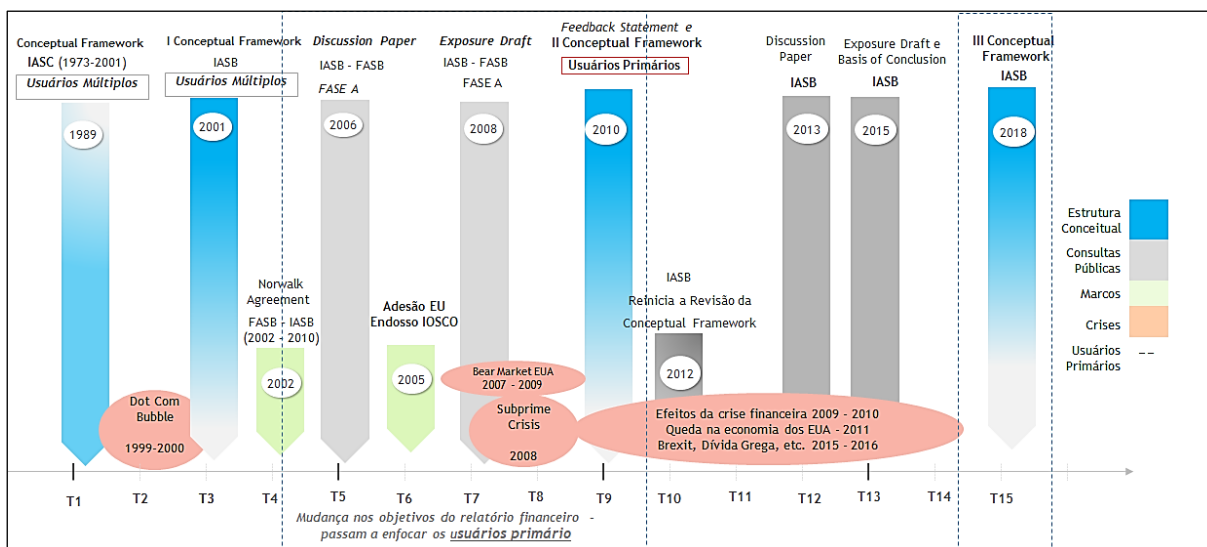 Conceptual Framework
IASC (1973-2001)
Usuários Múltiplos
1989
I Conceptual Framework
IASB
Usuários Múltiplos
2001
Discussion Paper
IASB - FASB
FASE A
2006
Exposure Draft
IASB - FASB
FASE A
2008
Feedback Statement e
II Conceptual Framework
Usuários Primários
2010
Discussion
Paper
IASB
2013
Exposure Draft e
Basis of Conclusion
IASB
2015
III Conceptual
Framework
IASB
2018
Norwalk
Agreement
FASB - IASB
(2002 - 2010)
2002
Adesão EU
Endosso IOSCO
2005
IASB
Reinicia a Revisão da
Conceptual Framework
2012
Dot Com
Bubble
1999-2000
Bear Market EUA
2007 - 2009
Subprime
Crisis
2008
Efeitos da crise financeira 2009 - 2010
Queda na economia dos EUA - 2011
Brexit, Dívida Grega, etc. 2015 - 2016
Estrutura
Conceitual
Consultas
Públicas
Marcos
Crises
Usuários
Primários
--
T1 T2 T3 T4 T5 T6 T7 T8 T9 T10 T11 T12 T13 T14 T15
Mudança nos objetivos do relatório financeiro -
passam a enfocar os usuários primário